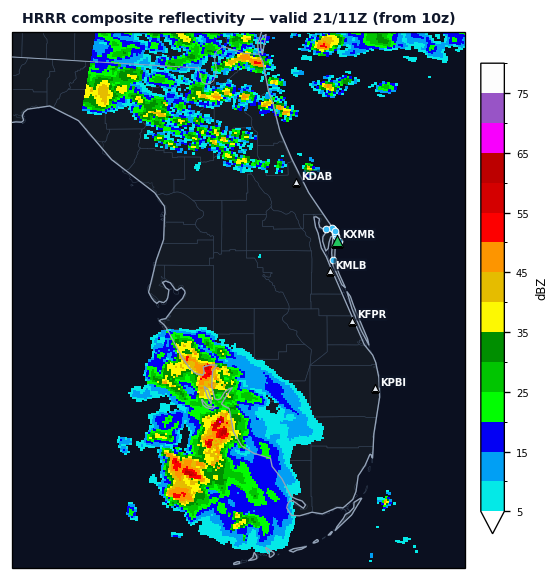 HRRR composite reflectivity — valid 21/11Z (from 10z)
KDAB
KXMR
KMLB
KFPR
KPBI
75
65
55
45
35
25
15
5
dBZ